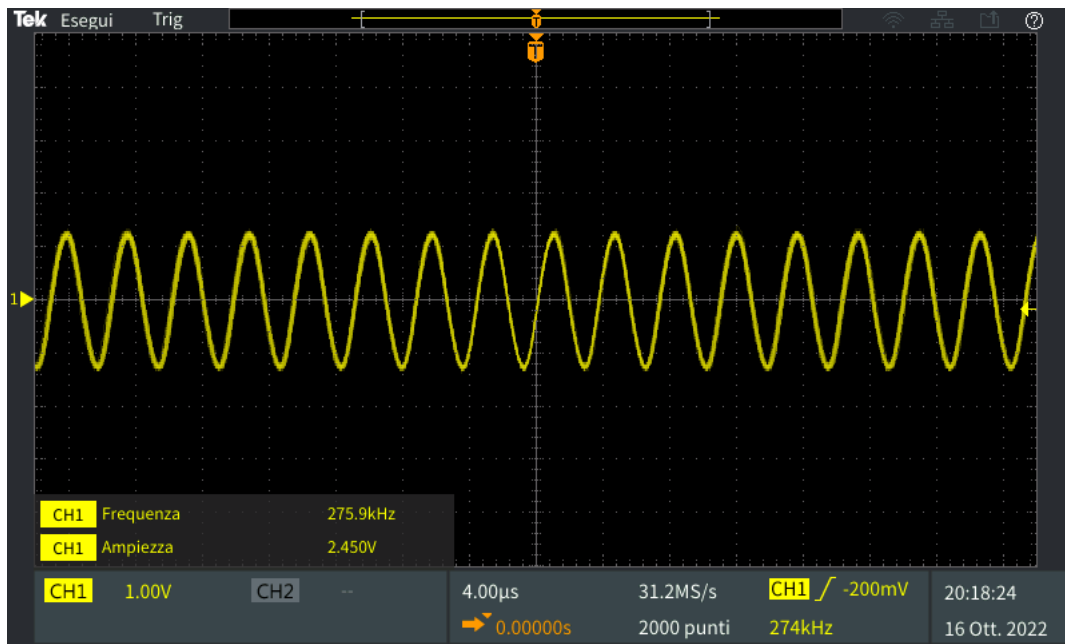 Tek Esegui Trig
T
T
1
CH1 Frequenza 275.9kHz
CH1 Ampiezza 2.450V
CH1 1.00V CH2 -- 4.00µs 31.2MS/s CH1 -200mV 20:18:24
0.00000s 2000 punti 274kHz 16 Ott. 2022